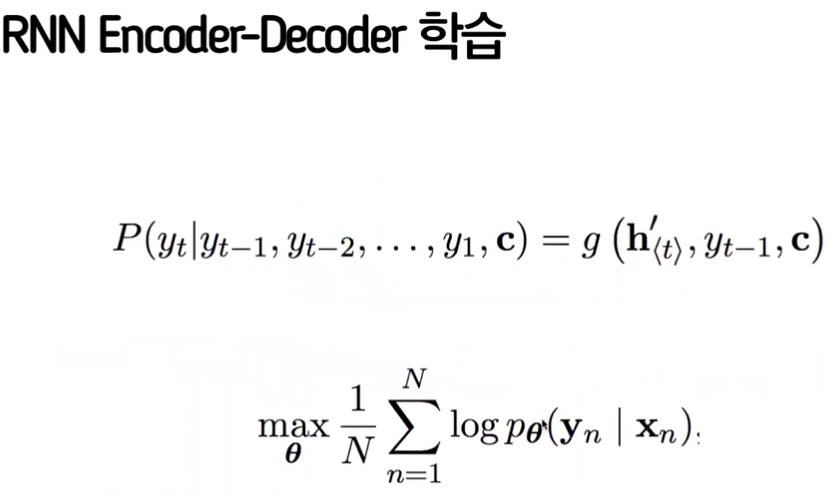 RNN Encoder-Decoder 학습
P(y_t|y_{t−1}, y_{t−2}, . . . , y_1, c) = g (h′_{⟨t⟩}, y_{t−1}, c)
max_θ 1/N ∑_{n=1}^{N} log p_θ(y_n | x_n)